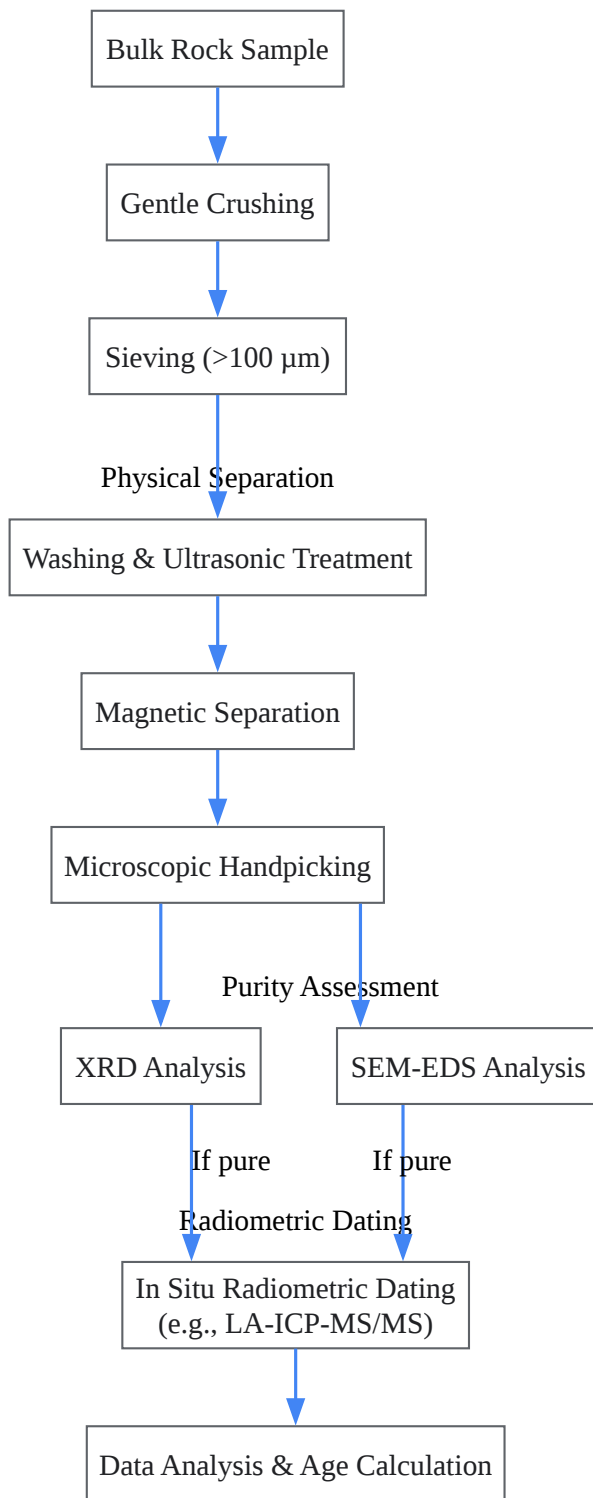 Bulk Rock Sample
Gentle Crushing
Sieving (>100 µm)
Physical Separation
Washing & Ultrasonic Treatment
Magnetic Separation
Microscopic Handpicking
Purity Assessment
XRD Analysis
SEM-EDS Analysis
If pure
If pure
Radiometric Dating
In Situ Radiometric Dating
(e.g., LA-ICP-MS/MS)
Data Analysis & Age Calculation